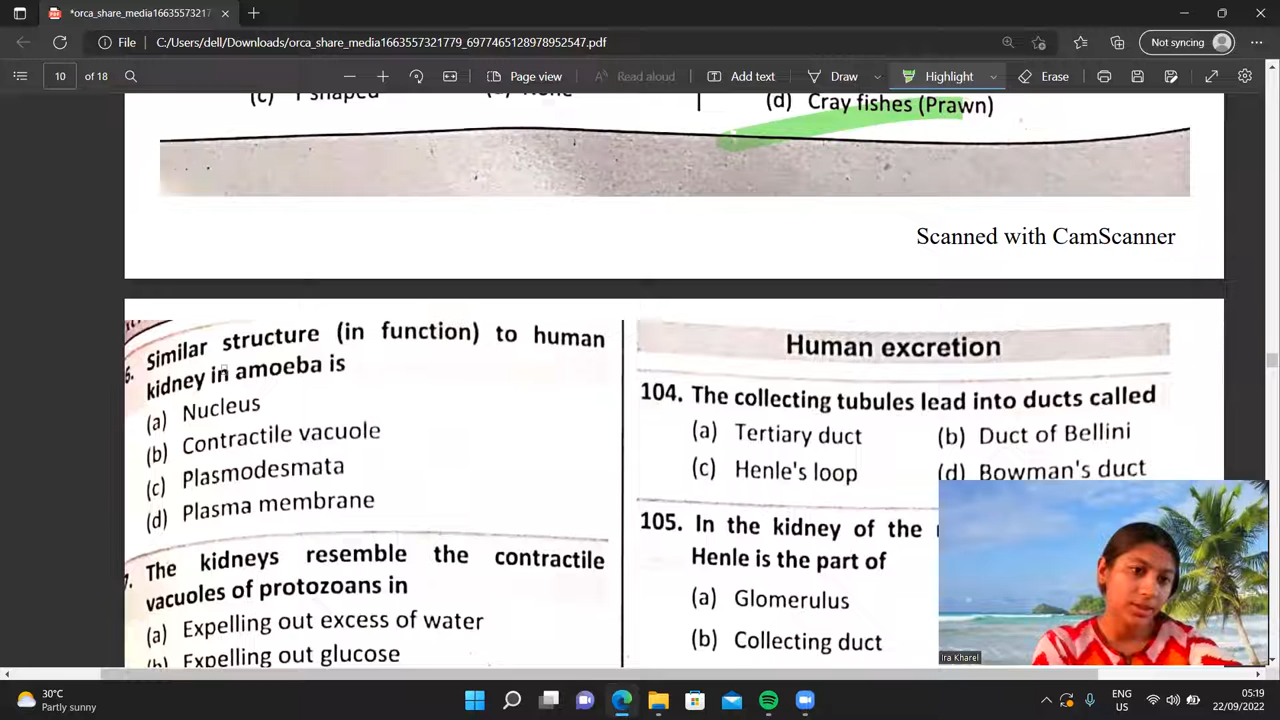 *orca_share_media16635573217
Not syncing
File
C:/Users/dell/Downloads/orca_share_media1663557321779_6977465128978952547.pdf
10
of 18
Page view
Read aloud
Add text
Draw
Highlight
Erase
(d) Cray fishes (Prawn)
Scanned with CamScanner
Similar structure (in function) to human
kidney in amoeba is
(a) Nucleus
(b) Contractile vacuole
(c) Plasmodesmata
(d) Plasma membrane
The kidneys resemble the contractile
vacuoles of protozoans in
(a) Expelling out excess of water
(b) Expelling out glucose
Human excretion
104. The collecting tubules lead into ducts called
(a) Tertiary duct (b) Duct of Bellini
(c) Henle's loop (d) Bowman's duct
105. In the kidney of the
Henle is the part of
(a) Glomerulus
(b) Collecting duct
Ira Kharel
30°C
Partly sunny
ENG
US
05:19
22/09/2022